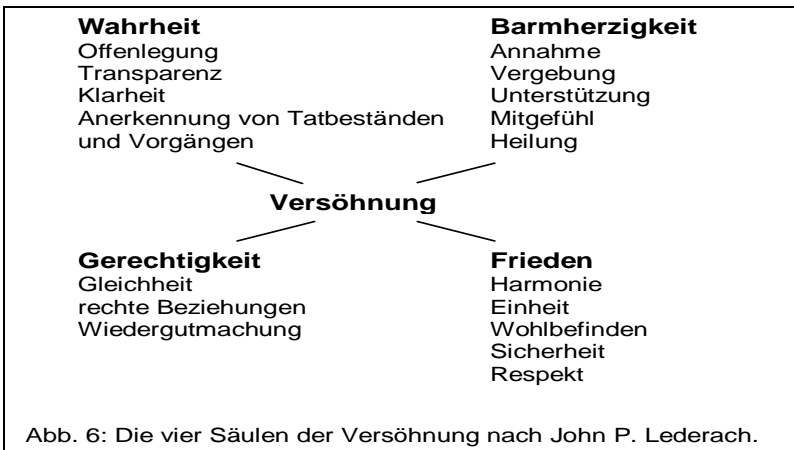 Wahrheit
Offenlegung
Transparenz
Klarheit
Anerkennung von Tatbeständen
und Vorgängen
Barmherzigkeit
Annahme
Vergebung
Unterstützung
Mitgefühl
Heilung
Versöhnung
Gerechtigkeit
Gleichheit
rechte Beziehungen
Wiedergutmachung
Frieden
Harmonie
Einheit
Wohlbefinden
Sicherheit
Respekt
Abb. 6: Die vier Säulen der Versöhnung nach John P. Lederach.